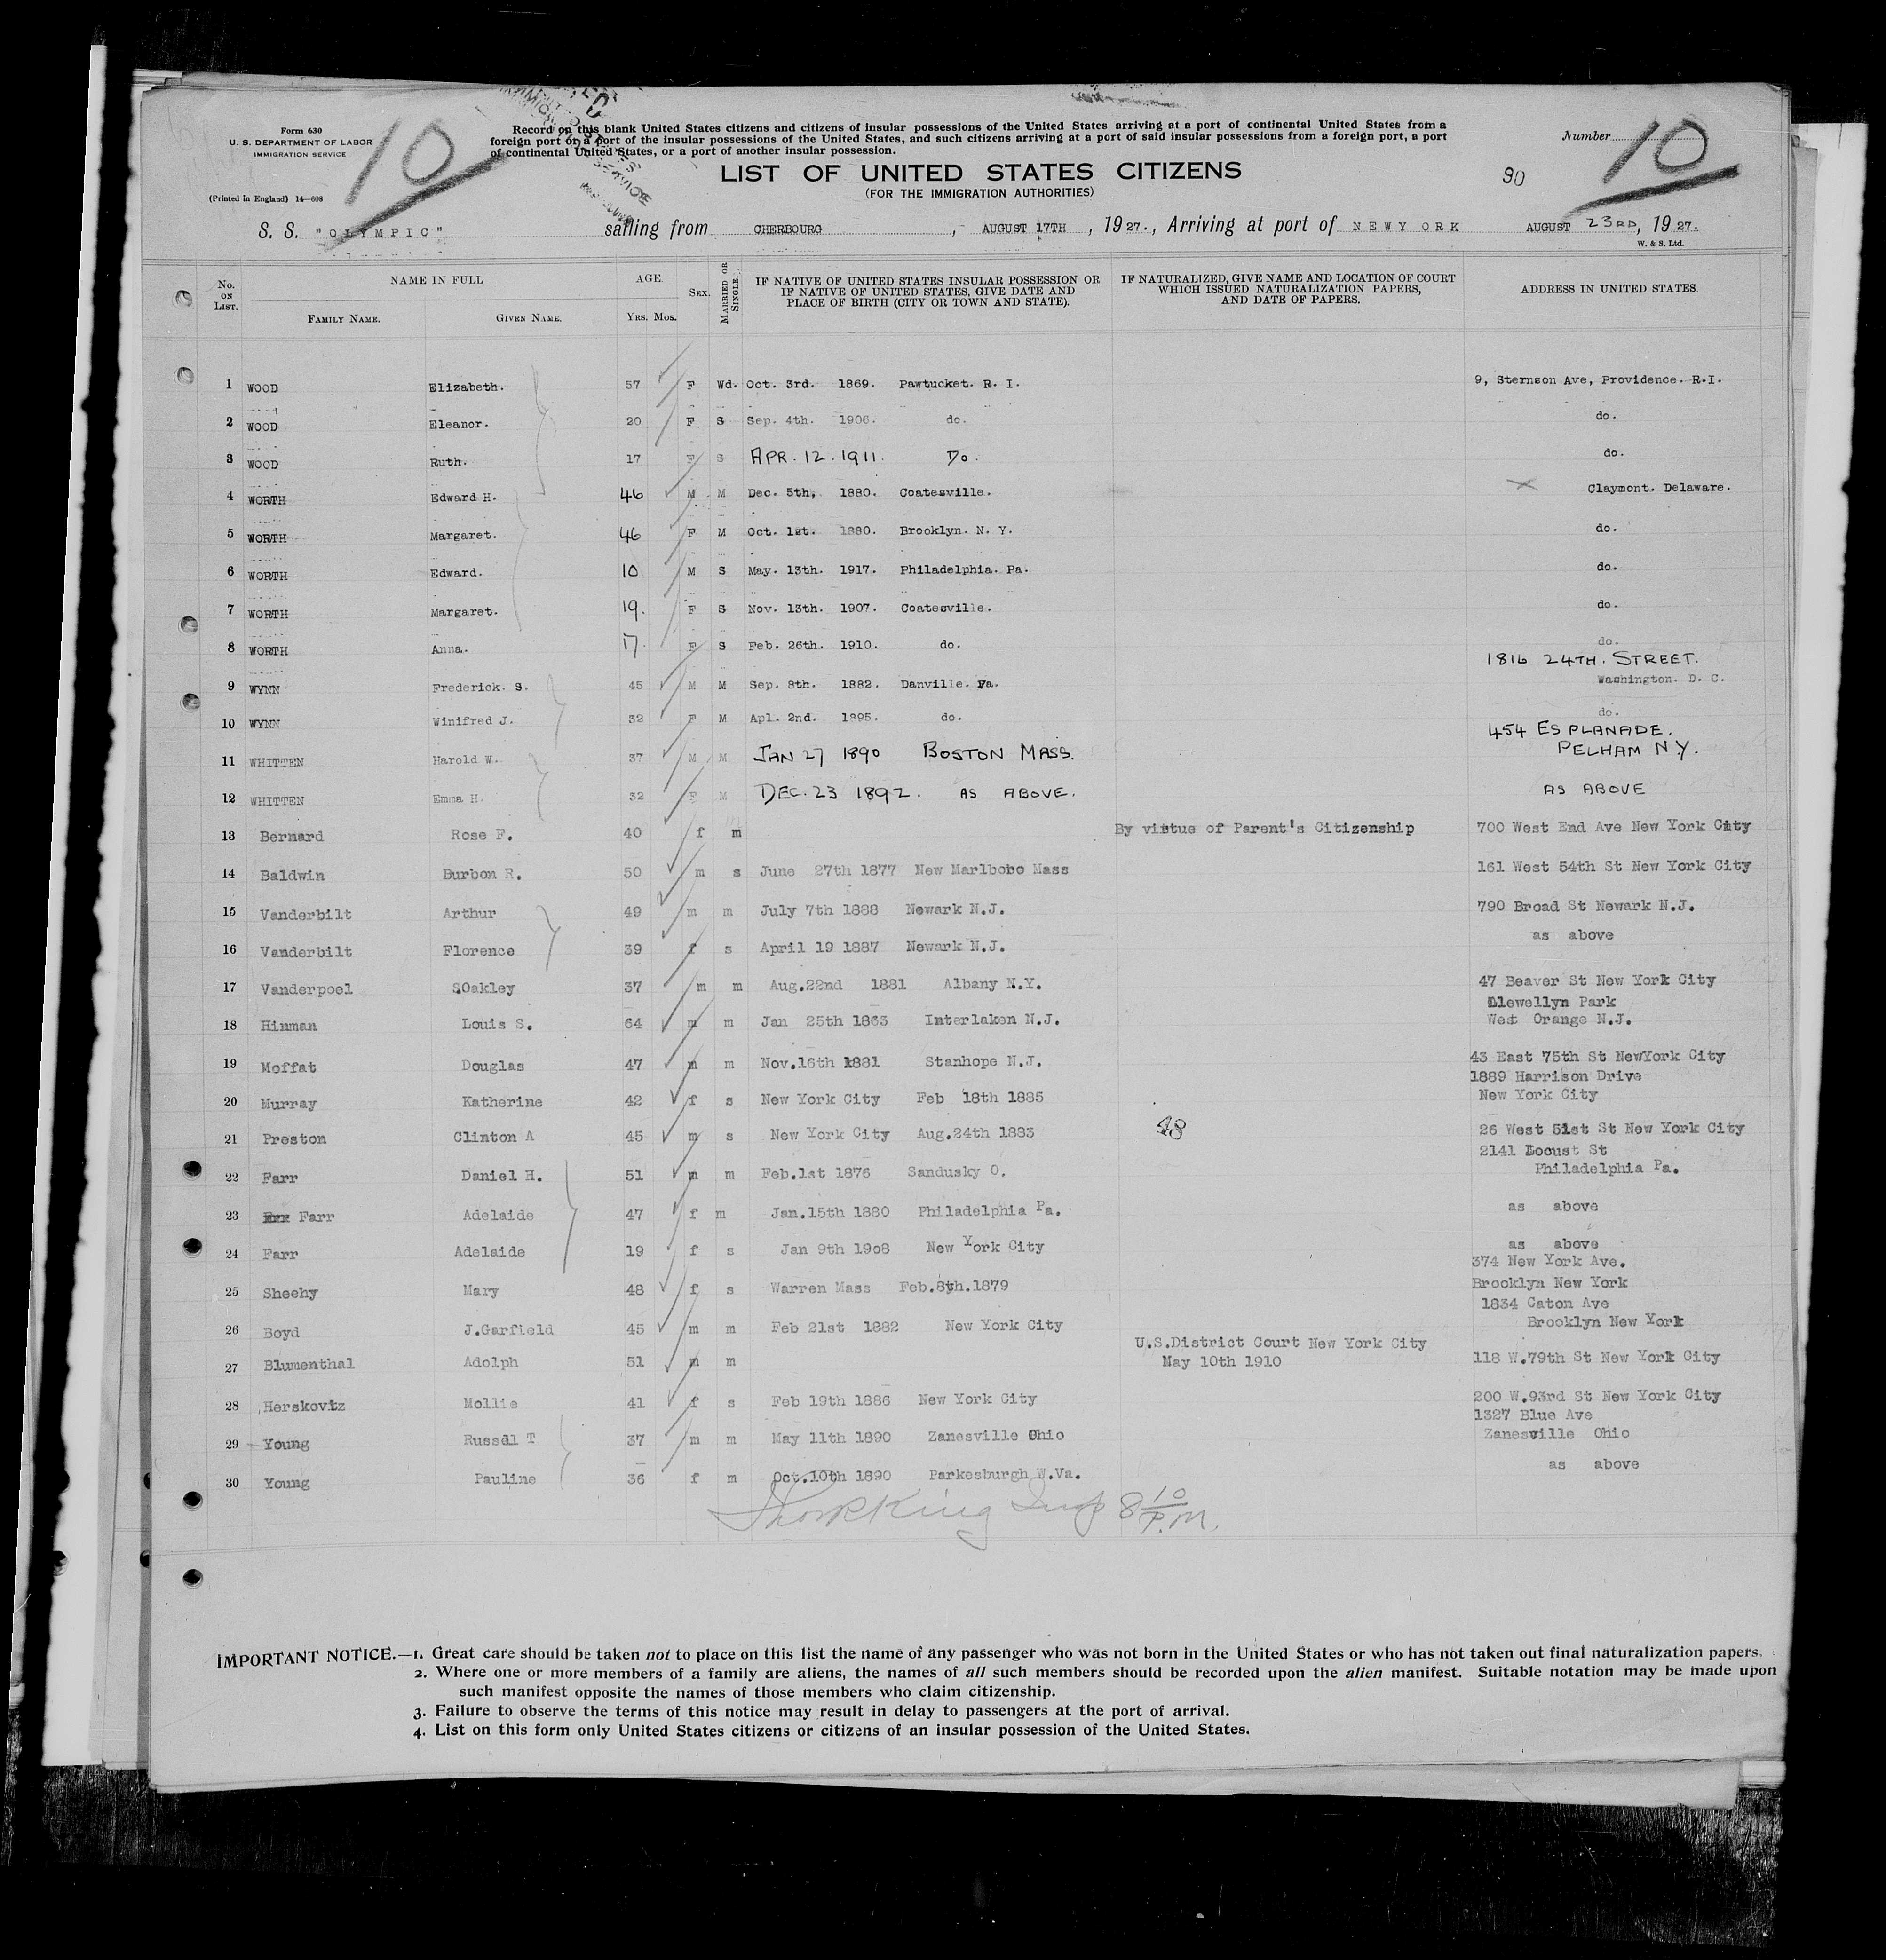 Form 630
U. S. DEPARTMENT OF LABOR
IMMIGRATION SERVICE
(Printed in England) 14—608
10
Record on this blank United States citizens and citizens of insular possessions of the United States arriving at a port of continental United States from a
foreign port or a port of the insular possessions of the United States, and such citizens arriving at a port of said insular possessions from a foreign port, a port
of continental United States, or a port of another insular possession.
Number 10
LIST OF UNITED STATES CITIZENS
(FOR THE IMMIGRATION AUTHORITIES)
90
S. S. "OLYMPIC" sailing from CHERBOURG, AUGUST 17TH, 1927., Arriving at port of NEW YORK AUGUST 23RD, 1927.
W. & S. Ltd.
No. ON LIST. NAME IN FULL AGE. SEX. MARRIED OR SINGLE. IF NATIVE OF UNITED STATES INSULAR POSSESSION OR IF NATIVE OF UNITED STATES, GIVE DATE AND PLACE OF BIRTH (CITY OR TOWN AND STATE). IF NATURALIZED, GIVE NAME AND LOCATION OF COURT WHICH ISSUED NATURALIZATION PAPERS, AND DATE OF PAPERS. ADDRESS IN UNITED STATES.
FAMILY NAME. GIVEN NAME. YRS. MOS.
1 WOOD Elizabeth. 57 F Wd. Oct. 3rd. 1869. Pawtucket. R. I. 9, Sternson Ave, Providence. R.I.
2 WOOD Eleanor. 20 F S Sep. 4th. 1906. do. do.
3 WOOD Ruth. 17 F S APR. 12. 1911. DO. do.
4 WORTH Edward H. 46 M M Dec. 5th, 1880. Coatesville. Claymont. Delaware.
5 WORTH Margaret. 46 F M Oct. 1st. 1880. Brooklyn. N. Y. do.
6 WORTH Edward. 10 M S May. 13th. 1917. Philadelphia. Pa. do.
7 WORTH Margaret. 19. F S Nov. 13th. 1907. Coatesville. do.
8 WORTH Anna. 17. F S Feb. 26th. 1910. do. do.
1816 24TH. STREET.
9 WYNN Frederick. S. 45 M M Sep. 8th. 1882. Danville. Va. Washington. D. C.
10 WYNN Winifred J. 32 F M Apl. 2nd. 1895. do. do.
454 ESPLANADE.
11 WHITTEN Harold W. 37 M M JAN 27 1890 BOSTON MASS. PELHAM N Y.
12 WHITTEN Emma H. 32 F M DEC. 23 1892. AS ABOVE. AS ABOVE
13 Bernard Rose F. 40 f m By virtue of Parent's Citizenship 700 West End Ave New York City
14 Baldwin Burbon R. 50 m s June 27th 1877 New Marlbobo Mass 161 West 54th St New York City
15 Vanderbilt Arthur 49 m m July 7th 1888 Newark N.J. 790 Broad St Newark N.J.
16 Vanderbilt Florence 39 f s April 19 1887 Newark N.J. as above
17 Vanderpoel SOakley 37 m m Aug.22nd 1881 Albany N.Y. 47 Beaver St New York City
Llewellyn Park
18 Hinman Louis S. 64 m m Jan 25th 1863 Interlaken N.J. West Orange N.J.
19 Moffat Douglas 47 m m Nov.16th 1881 Stanhope N.J. 43 East 75th St NewYork City
1889 Harrison Drive
20 Murray Katherine 42 f s New York City Feb 18th 1885 New York City
21 Preston Clinton A 45 m s New York City Aug.24th 1883 48 26 West 51st St New York City
2141 Locust St
22 Farr Daniel H. 51 m m Feb.1st 1876 Sandusky O. Philadelphia Pa.
23 Farr Adelaide 47 f m Jan.15th 1880 Philadelphia Pa. as above
24 Farr Adelaide 19 f s Jan 9th 1908 New York City as above
374 New York Ave.
25 Sheehy Mary 48 f s Warren Mass Feb.8th.1879 Brooklyn New York
1834 Caton Ave
26 Boyd J.Garfield 45 m m Feb 21st 1882 New York City Brooklyn New York
U.S.District Court New York City
27 Blumenthal Adolph 51 m m May 10th 1910 118 W.79th St New York City
28 Herskovitz Mollie 41 f s Feb 19th 1886 New York City 200 W.93rd St New York City
1327 Blue Ave
29 Young Russell T 37 m m May 11th 1890 Zanesville Ohio Zanesville Ohio
30 Young Pauline 36 f m Oct.10th 1890 Parkesburgh W.Va. as above
8 10 P.M.
IMPORTANT NOTICE.—1. Great care should be taken not to place on this list the name of any passenger who was not born in the United States or who has not taken out final naturalization papers.
2. Where one or more members of a family are aliens, the names of all such members should be recorded upon the alien manifest. Suitable notation may be made upon
such manifest opposite the names of those members who claim citizenship.
3. Failure to observe the terms of this notice may result in delay to passengers at the port of arrival.
4. List on this form only United States citizens or citizens of an insular possession of the United States.